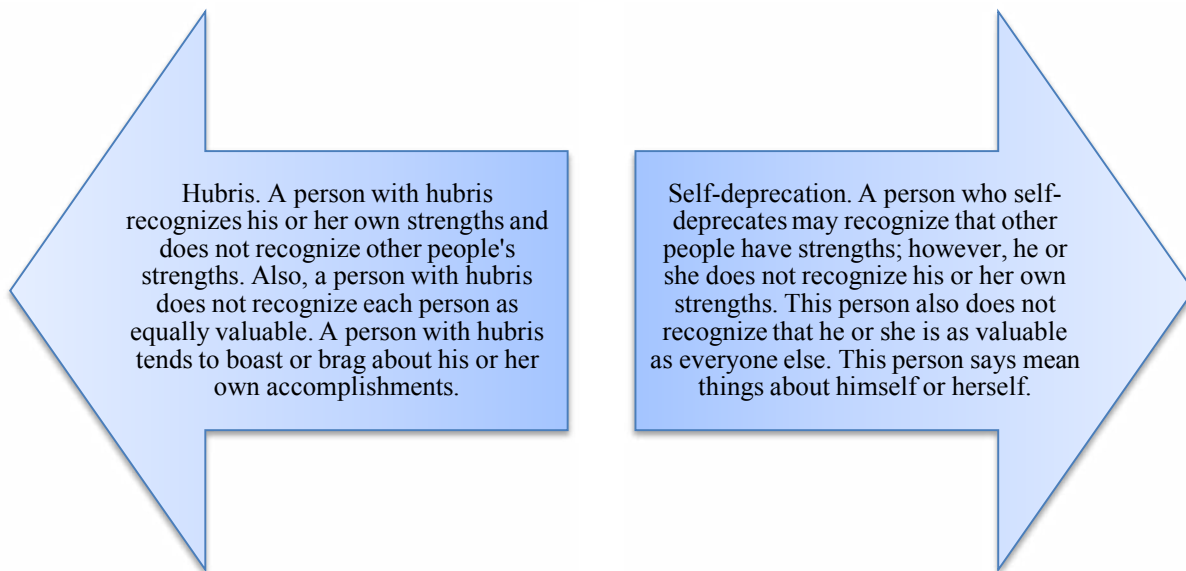 Hubris. A person with hubris
recognizes his or her own strengths and
does not recognize other people's
strengths. Also, a person with hubris
does not recognize each person as
equally valuable. A person with hubris
tends to boast or brag about his or her
own accomplishments.
Self-deprecation. A person who self-
deprecates may recognize that other
people have strengths; however, he or
she does not recognize his or her own
strengths. This person also does not
recognize that he or she is as valuable
as everyone else. This person says mean
things about himself or herself.